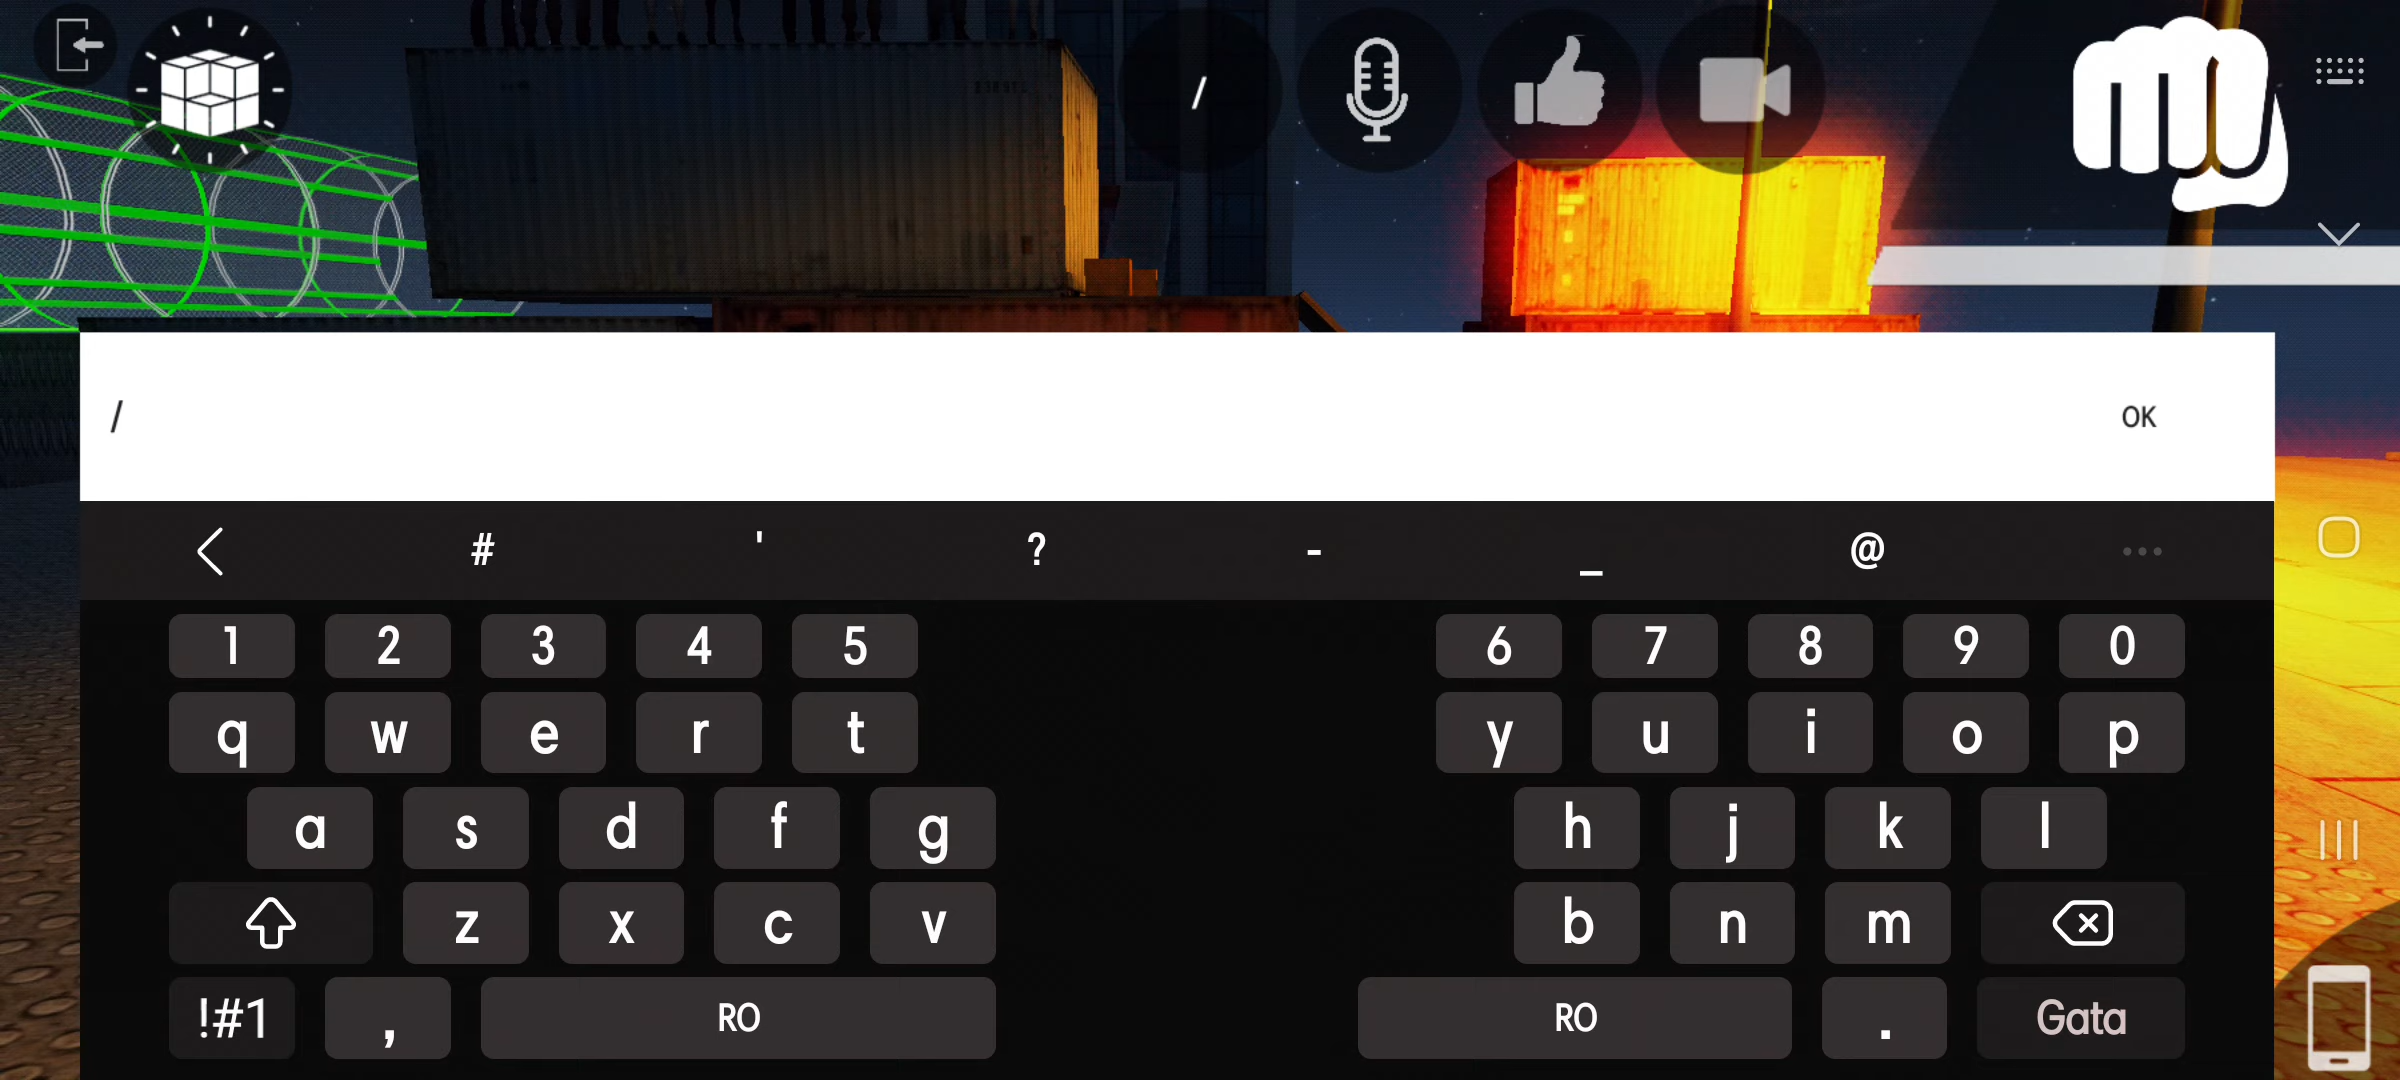 /
/
OK
# ' ? - _ @ ...
1 2 3 4 5 6 7 8 9 0
q w e r t y u i o p
a s d f g h j k l
z x c v b n m
!#1 , RO RO . Gata